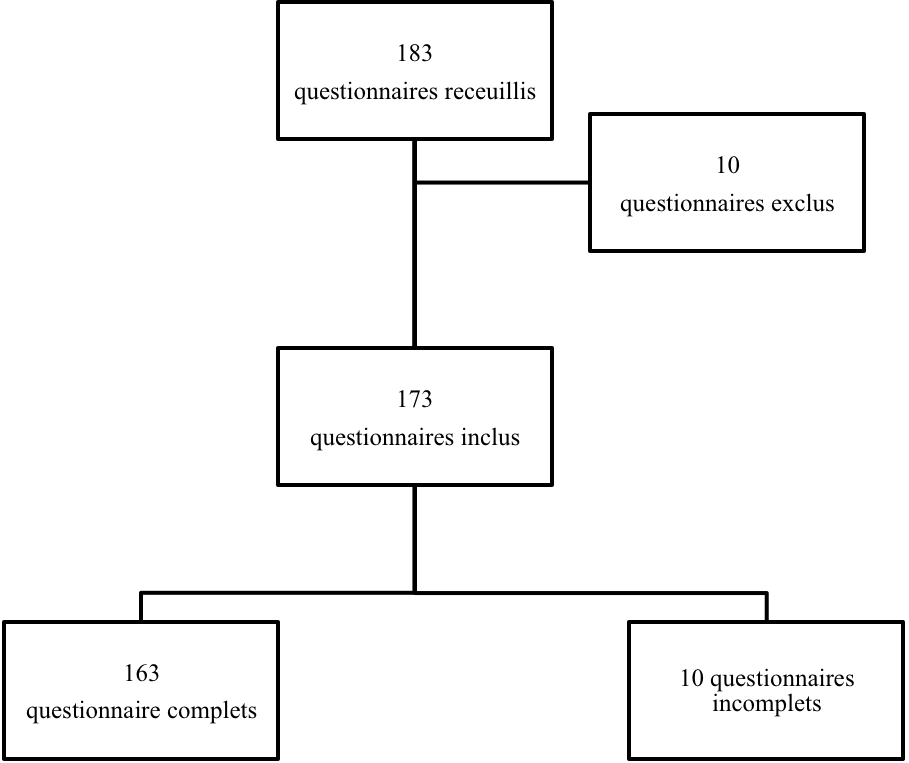 183
questionnaires receuillis
10
questionnaires exclus
173
questionnaires inclus
163
questionnaire complets
10 questionnaires
incomplets